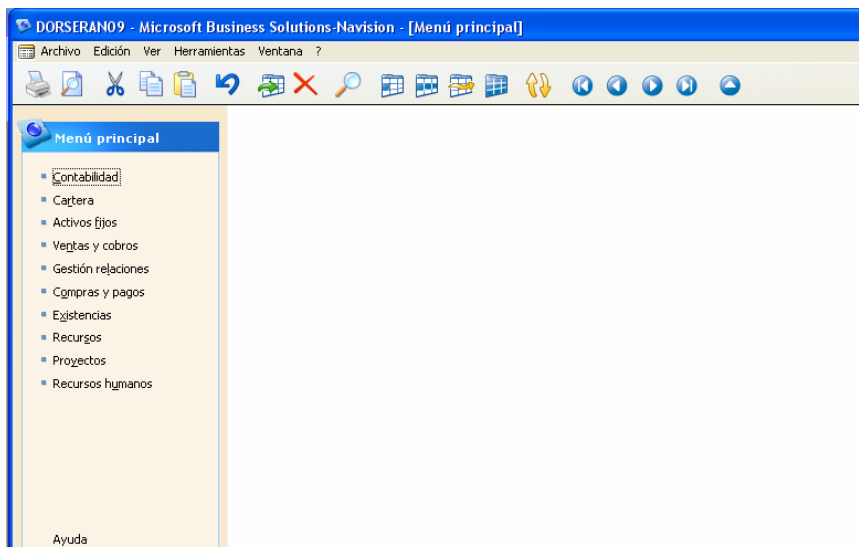 DORSERAN09 - Microsoft Business Solutions-Navision - [Menú principal]
Archivo Edición Ver Herramientas Ventana ?
Menú principal
Contabilidad
Cartera
Activos fijos
Ventas y cobros
Gestión relaciones
Compras y pagos
Existencias
Recursos
Proyectos
Recursos humanos
Ayuda